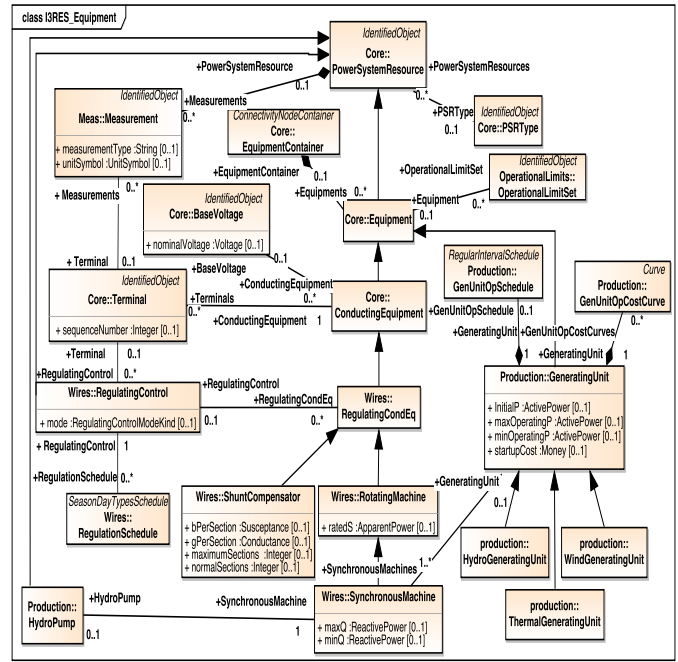 class I3RES_Equipment
IdentifiedObject
Core::
PowerSystemResource
+PowerSystemResource
0..1
+PowerSystemResources
0..*
+PSRType
0..1
IdentifiedObject
Core::PSRType
IdentifiedObject
Meas::Measurement
+ measurementType :String [0..1]
+ unitSymbol :UnitSymbol [0..1]
+Measurements
0..*
ConnectivityNodeContainer
Core::
EquipmentContainer
+EquipmentContainer
0..1
+Equipments
0..*
+OperationalLimitSet
0..*
+Equipment
0..1
IdentifiedObject
OperationalLimits::
OperationalLimitSet
+ Measurements
0..*
IdentifiedObject
Core::BaseVoltage
+ nominalVoltage :Voltage [0..1]
Core::Equipment
0..1
+BaseVoltage
+ConductingEquipment
0..*
RegularIntervalSchedule
Production::
GenUnitOpSchedule
Curve
Production::
GenUnitOpCostCurve
+ Terminal
0..1
IdentifiedObject
Core::Terminal
+ sequenceNumber :Integer [0..1]
+Terminals
0..*
+ConductingEquipment
1
Core::
ConductingEquipment
+GenUnitOpSchedule
0..1
+GeneratingUnit
1
+GenUnitOpCostCurves
0..*
+GeneratingUnit
1
+Terminal
0..1
+RegulatingControl
0..*
Wires::RegulatingControl
+ mode :RegulatingControlModeKind [0..1]
+RegulatingControl
0..1
+RegulatingCondEq
0..*
Wires::
RegulatingCondEq
Production::GeneratingUnit
+ InitialP :ActivePower [0..1]
+ maxOperatingP :ActivePower [0..1]
+ minOperatingP :ActivePower [0..1]
+ startupCost :Money [0..1]
+ RegulatingControl
1
+RegulationSchedule
0..*
SeasonDayTypesSchedule
Wires::
RegulationSchedule
Wires::ShuntCompensator
+ bPerSection :Susceptance [0..1]
+ gPerSection :Conductance [0..1]
+ maximumSections :Integer [0..1]
+ normalSections :Integer [0..1]
Wires::RotatingMachine
+ ratedS :ApparentPower [0..1]
+GeneratingUnit
0..1
+SynchronousMachines
1..*
production::
HydroGeneratingUnit
production::
WindGeneratingUnit
production::
ThermalGeneratingUnit
Production::
HydroPump
+HydroPump
0..1
+SynchronousMachine
1
Wires::SynchronousMachine
+ maxQ :ReactivePower [0..1]
+ minQ :ReactivePower [0..1]